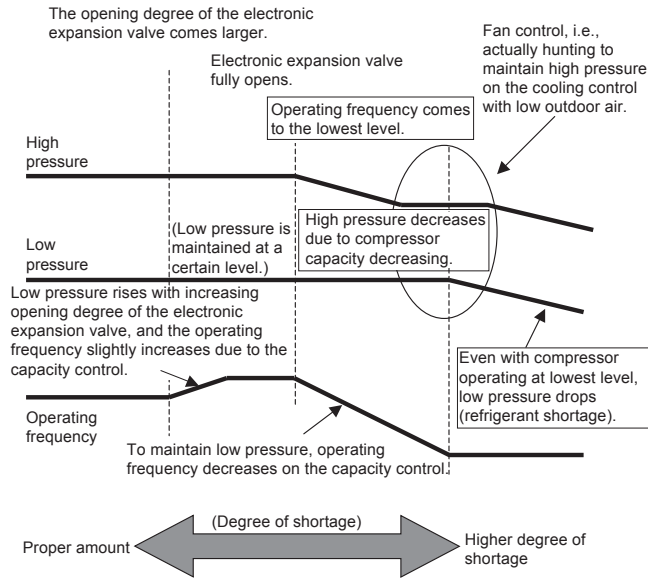 The opening degree of the electronic
expansion valve comes larger.
Electronic expansion valve
fully opens.
Fan control, i.e.,
actually hunting to
maintain high pressure
on the cooling control
with low outdoor air.
Operating frequency comes
to the lowest level.
High
pressure
High pressure decreases
due to compressor
capacity decreasing.
(Low pressure is
maintained at a
certain level.)
Low
pressure
Low pressure rises with increasing
opening degree of the electronic
expansion valve, and the operating
frequency slightly increases due to the
capacity control.
Even with compressor
operating at lowest level,
low pressure drops
(refrigerant shortage).
Operating
frequency
To maintain low pressure, operating
frequency decreases on the capacity control.
(Degree of shortage)
Proper amount
Higher degree of
shortage